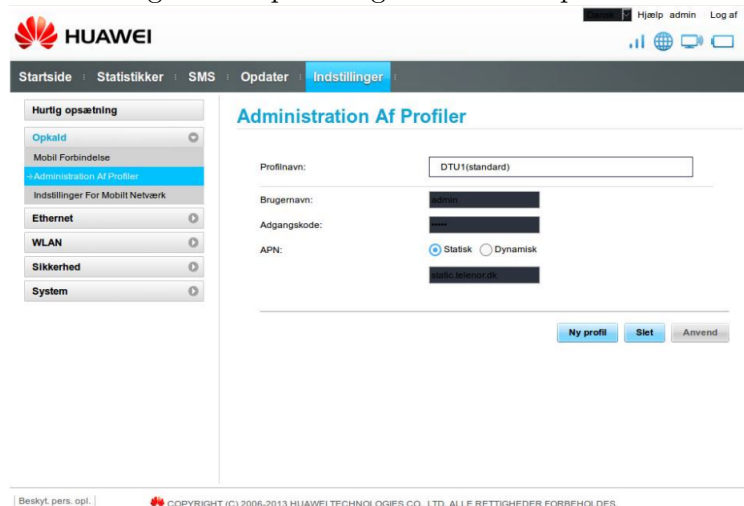 Dansk Hjælp admin Log af
HUAWEI
Startside Statistikker SMS Opdater Indstillinger
Hurtig opsætning
Opkald
Mobil Forbindelse
Administration Af Profiler
Indstillinger For Mobilt Netværk
Ethernet
WLAN
Sikkerhed
System
Administration Af Profiler
Profilnavn: DTU1(standard)
Brugernavn: admin
Adgangskode: •••••
APN: Statisk Dynamisk
static.telenor.dk
Ny profil Slet Anvend
Beskyt. pers. opl. COPYRIGHT (C) 2006-2013 HUAWEI TECHNOLOGIES CO., LTD. ALLE RETTIGHEDER FORBEHOLDES.